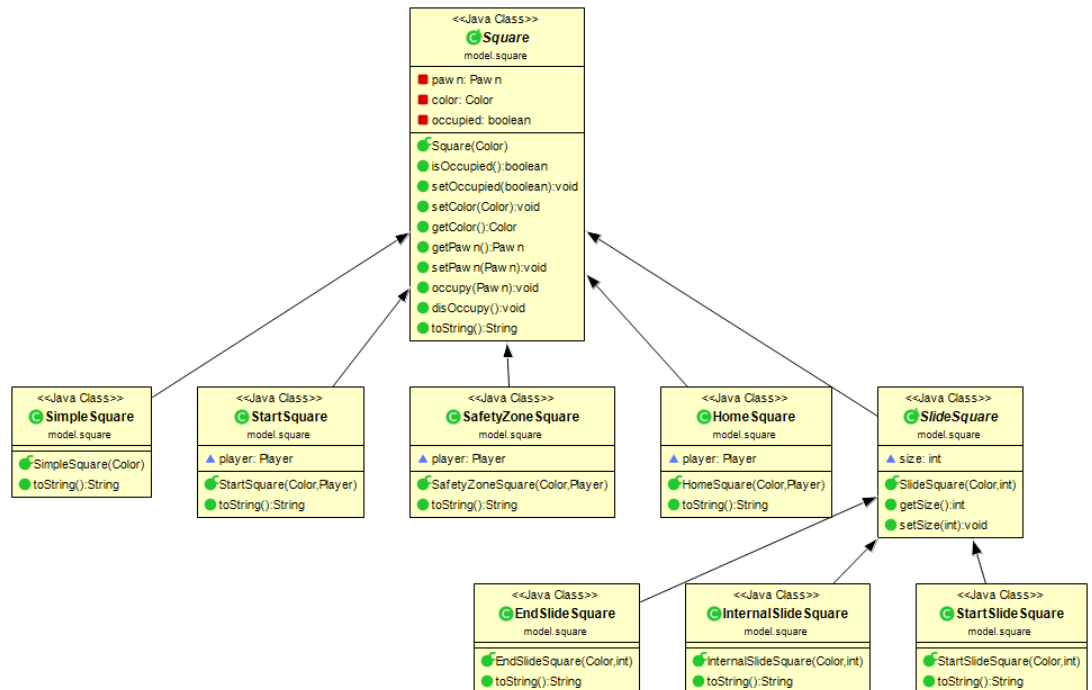 <<Java Class>>
Square
model.square
pawn: Pawn
color: Color
occupied: boolean
Square(Color)
isOccupied():boolean
setOccupied(boolean):void
setColor(Color):void
getColor():Color
getPawn():Pawn
setPawn(Pawn):void
occupy(Pawn):void
disOccupy():void
toString():String
<<Java Class>>
SimpleSquare
model.square
SimpleSquare(Color)
toString():String
<<Java Class>>
StartSquare
model.square
player: Player
StartSquare(Color,Player)
toString():String
<<Java Class>>
SafetyZoneSquare
model.square
player: Player
SafetyZoneSquare(Color,Player)
toString():String
<<Java Class>>
HomeSquare
model.square
player: Player
HomeSquare(Color,Player)
toString():String
<<Java Class>>
SlideSquare
model.square
size: int
SlideSquare(Color,int)
getSize():int
setSize(int):void
<<Java Class>>
EndSlideSquare
model.square
EndSlideSquare(Color,int)
toString():String
<<Java Class>>
InternalSlideSquare
model.square
InternalSlideSquare(Color,int)
toString():String
<<Java Class>>
StartSlideSquare
model.square
StartSlideSquare(Color,int)
toString():String